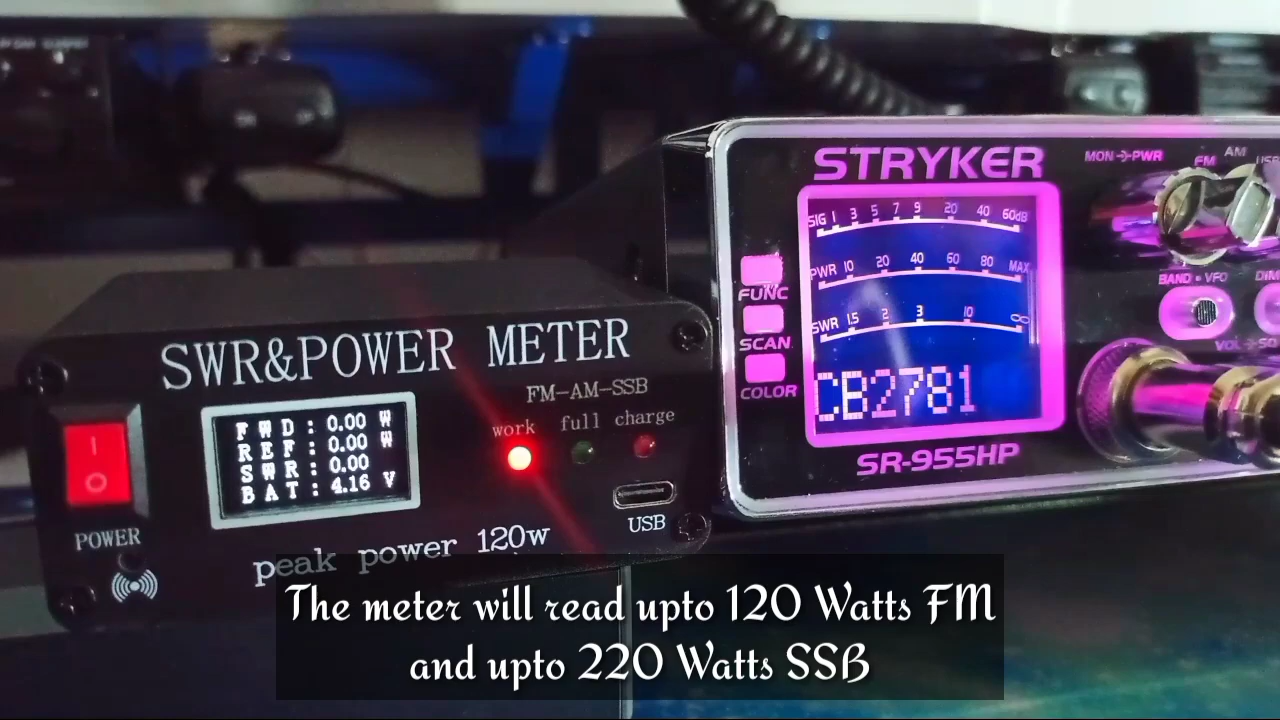 SWR&POWER METER
FM-AM-SSB
work full charge
FWD: 0.00 W
REF: 0.00 W
SWR: 0.00
BAT: 4.16 V
POWER
USB
peak power 120w
STRYKER
MON PWR
FM AM USB
SIG 1 3 5 7 9 20 40 60dB
PWR 10 20 40 60 80 MAX
SWR 1.5 2 3 10 ∞
CB2781
FUNC
SCAN
COLOR
BAND • VFO
VOL SQ
SR-955HP
The meter will read upto 120 Watts FM
and upto 220 Watts SSB